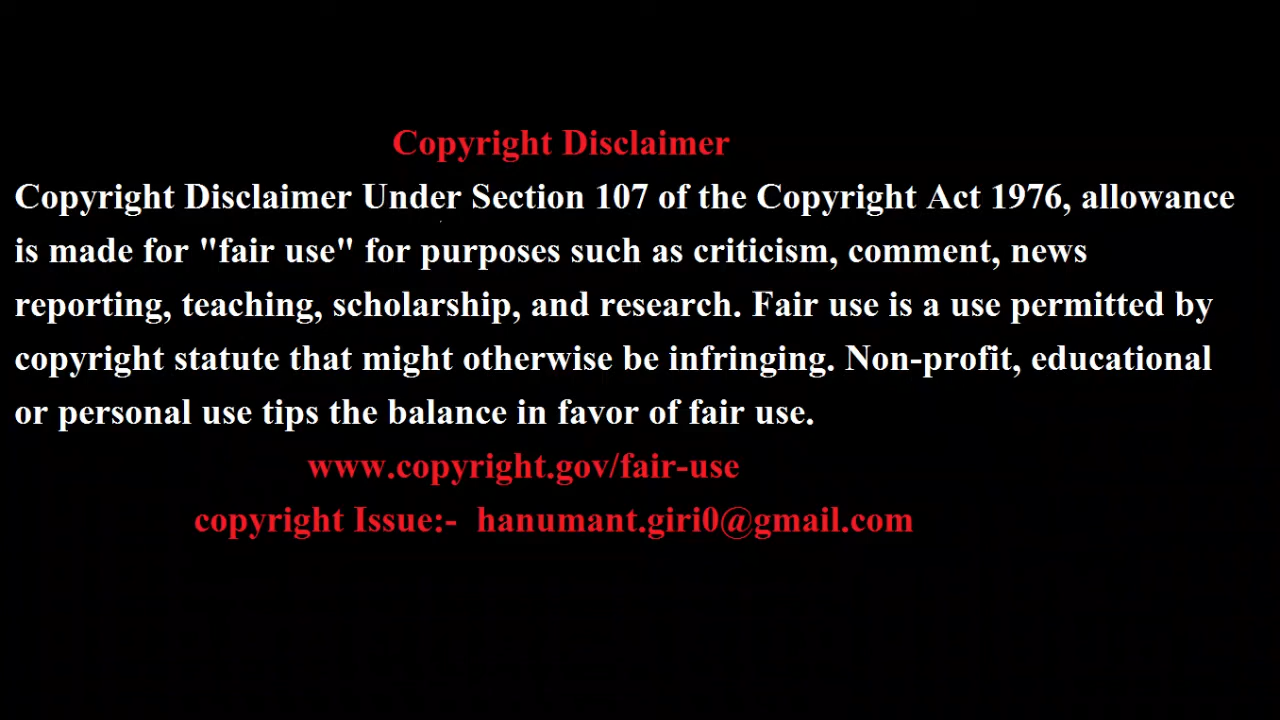 Copyright Disclaimer
Copyright Disclaimer Under Section 107 of the Copyright Act 1976, allowance
is made for "fair use" for purposes such as criticism, comment, news
reporting, teaching, scholarship, and research. Fair use is a use permitted by
copyright statute that might otherwise be infringing. Non-profit, educational
or personal use tips the balance in favor of fair use.
www.copyright.gov/fair-use
copyright Issue:- hanumant.giri0@gmail.com